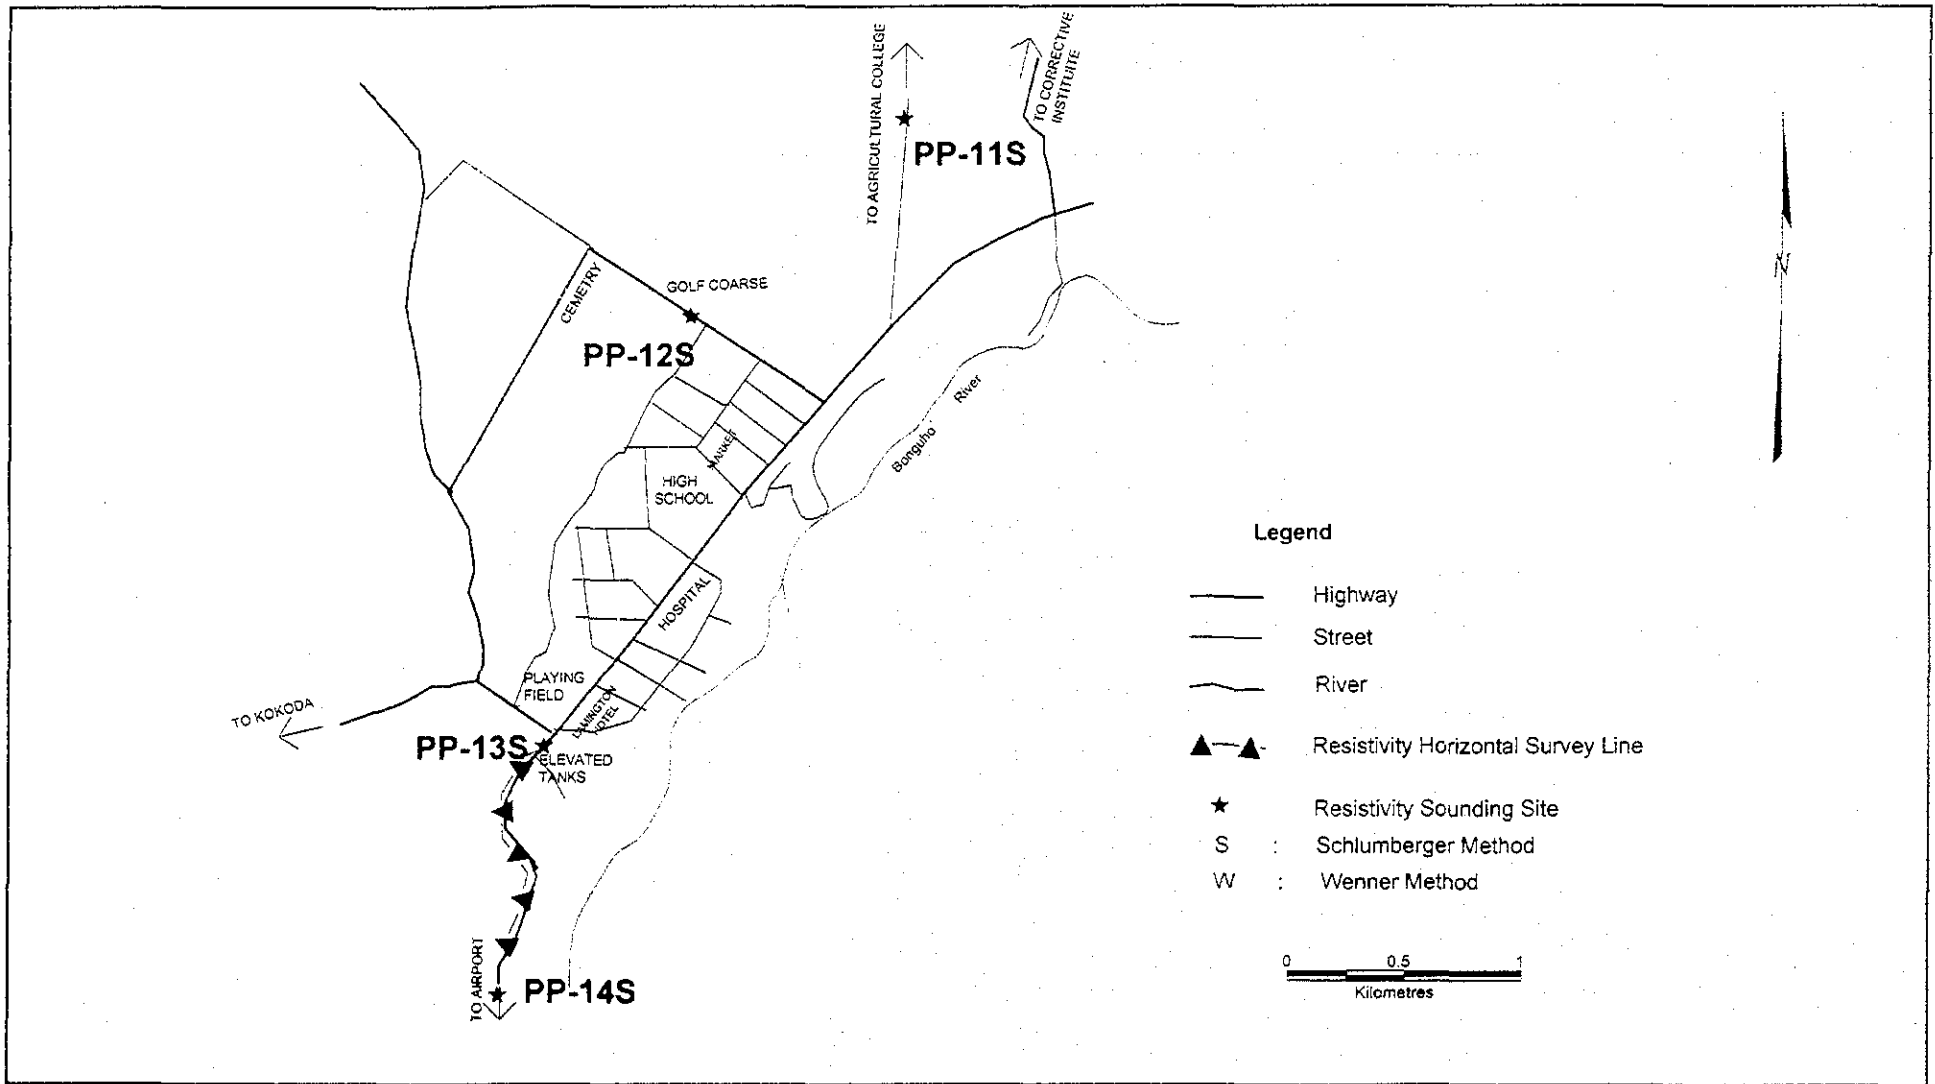 TO AGRICULTURAL COLLEGE
TO CORRECTIVE
INSTITUITE
PP-11S
N
CEMETRY
GOLF COARSE
PP-12S
MARKET
HIGH
SCHOOL
Bonguho River
HOSPITAL
PLAYING
FIELD
LAMINGTON
HOTEL
TO KOKODA
PP-13S
ELEVATED
TANKS
TO AIRPORT
PP-14S
Legend
Highway
Street
River
Resistivity Horizontal Survey Line
Resistivity Sounding Site
S : Schlumberger Method
W : Wenner Method
0 0.5 1
Kilometres